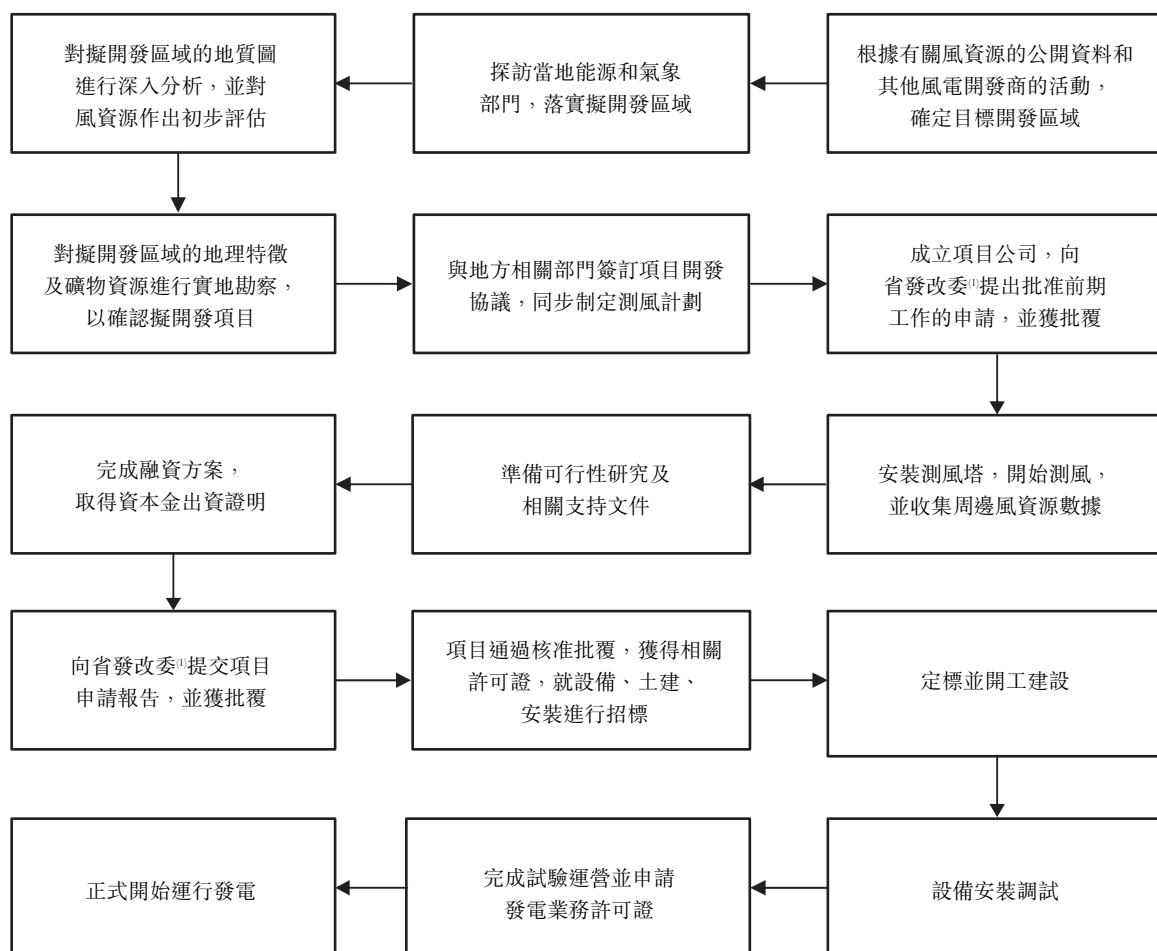 對擬開發區域的地質圖
進行深入分析，並對
風資源作出初步評估
探訪當地能源和氣象
部門，落實擬開發區域
根據有關風資源的公開資料和
其他風電開發商的活動，
確定目標開發區域
對擬開發區域的地理特徵
及礦物資源進行實地勘察，
以確認擬開發項目
與地方相關部門簽訂項目開發
協議，同步制定測風計劃
成立項目公司，向
省發改委(1)提出批准前期
工作的申請，並獲批覆
完成融資方案，
取得資本金出資證明
準備可行性研究及
相關支持文件
安裝測風塔，開始測風，
並收集周邊風資源數據
向省發改委(1)提交項目
申請報告，並獲批覆
項目通過核准批覆，獲得相關
許可證，就設備、土建、
安裝進行招標
定標並開工建設
正式開始運行發電
完成試驗運營並申請
發電業務許可證
設備安裝調試